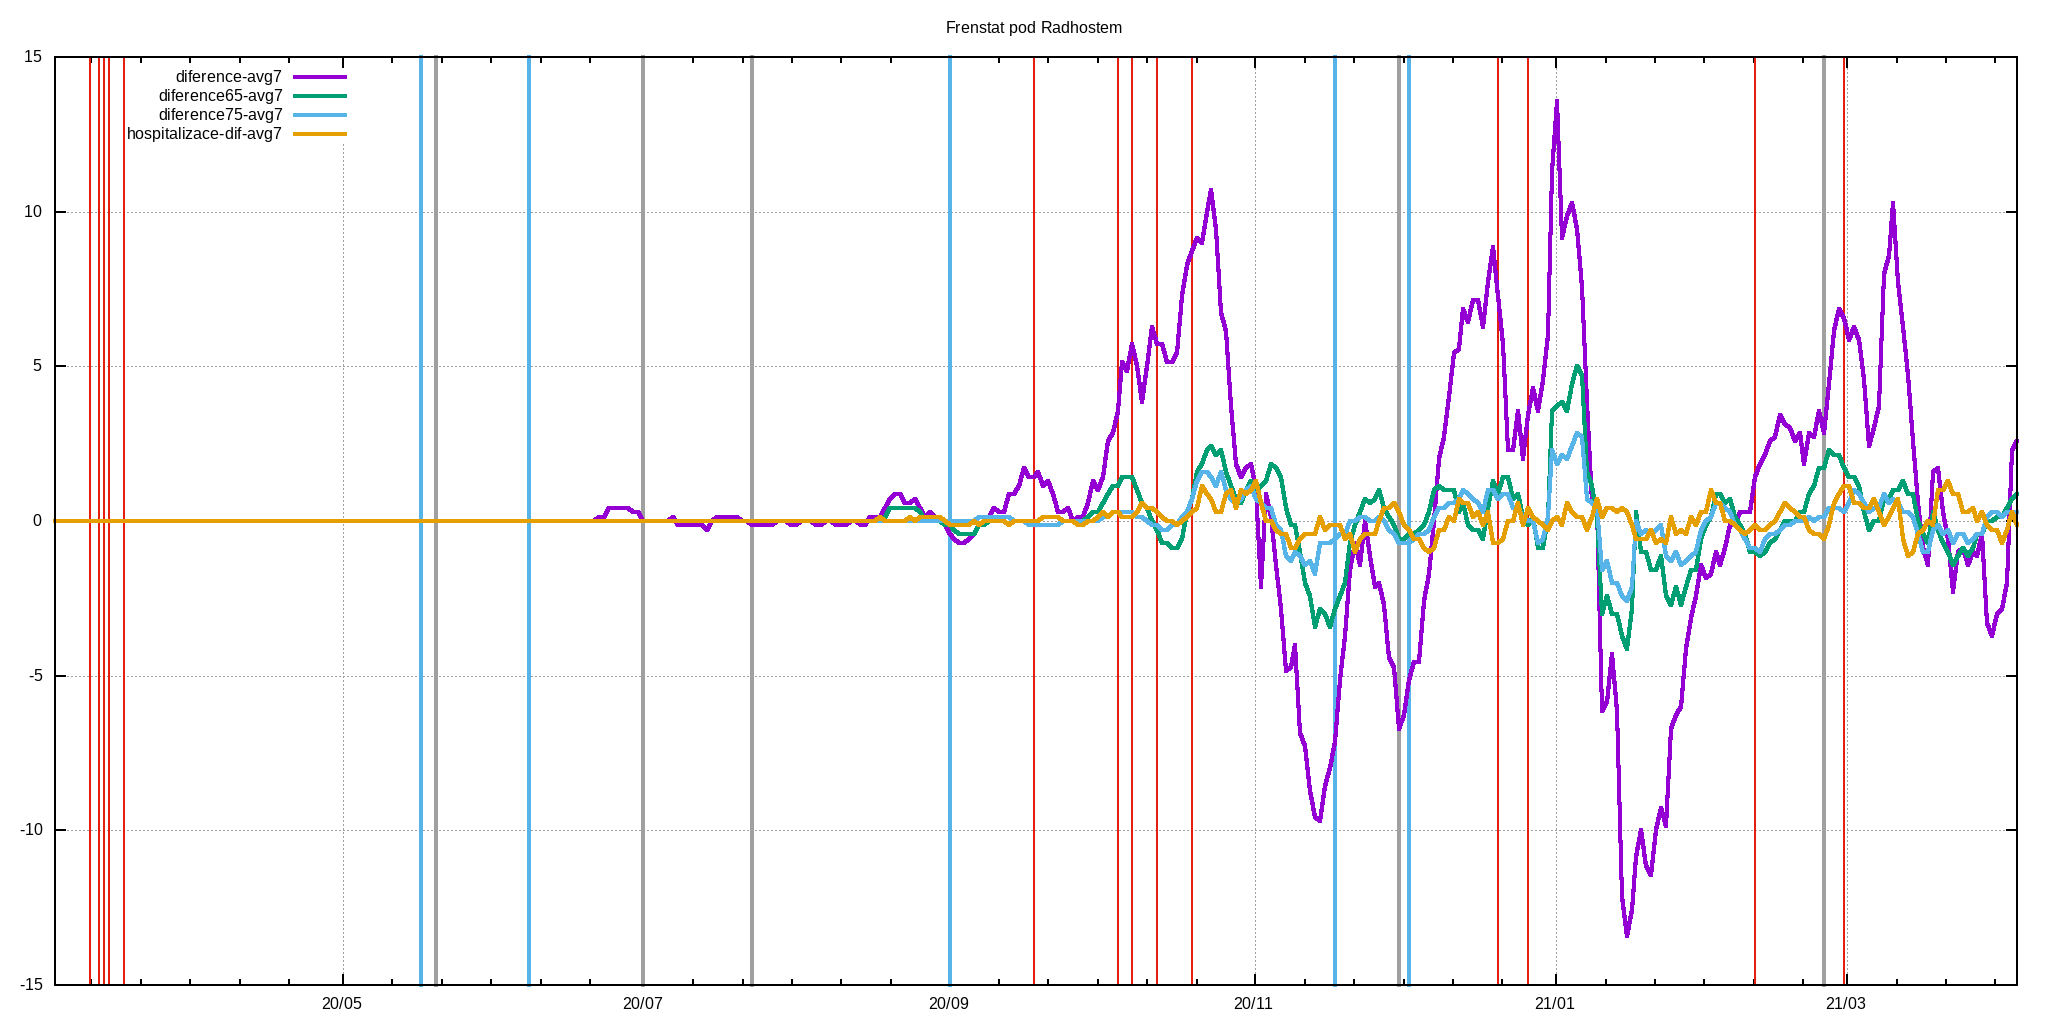 Frenstat pod Radhostem
15
10
5
0
-5
-10
-15
diference-avg7
diference65-avg7
diference75-avg7
hospitalizace-dif-avg7
20/05
20/07
20/09
20/11
21/01
21/03